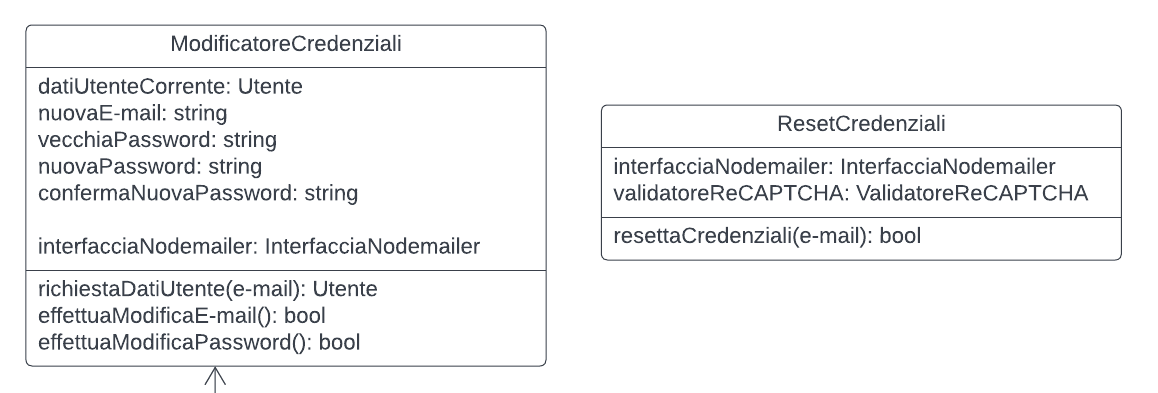 ModificatoreCredenziali
datiUtenteCorrente: Utente
nuovaE-mail: string
vecchiaPassword: string
nuovaPassword: string
confermaNuovaPassword: string
interfacciaNodemailer: InterfacciaNodemailer
richiestaDatiUtente(e-mail): Utente
effettuaModificaE-mail(): bool
effettuaModificaPassword(): bool
ResetCredenziali
interfacciaNodemailer: InterfacciaNodemailer
validatoreReCAPTCHA: ValidatoreReCAPTCHA
resettaCredenziali(e-mail): bool